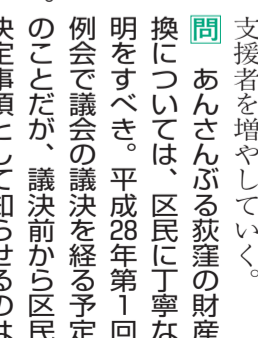 支援者を増やしていく。
問　あんさんぶる荻窪の財産
換については、区民に丁寧な
明をすべき。平成28年第1回
例会で議会の議決を経る予定
のことだが、議決前から区民
決定事項として知らせるのは